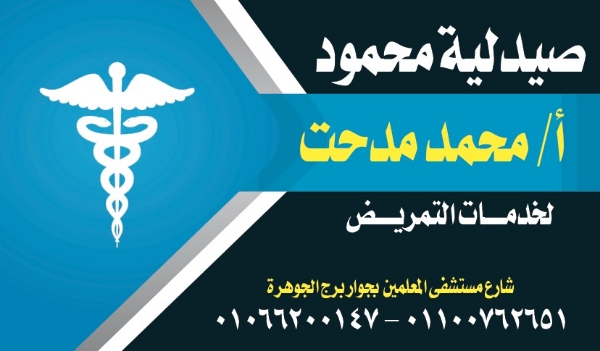 صيدلية محمود
أ/ محمد مدحت
لخدمات التمريض
شارع مستشفى المعلمين بجوار برج الجوهرة
٠١٠٦٦٢٠٠١٤٧ - ٠١١٠٠٧٦٢٦٥١